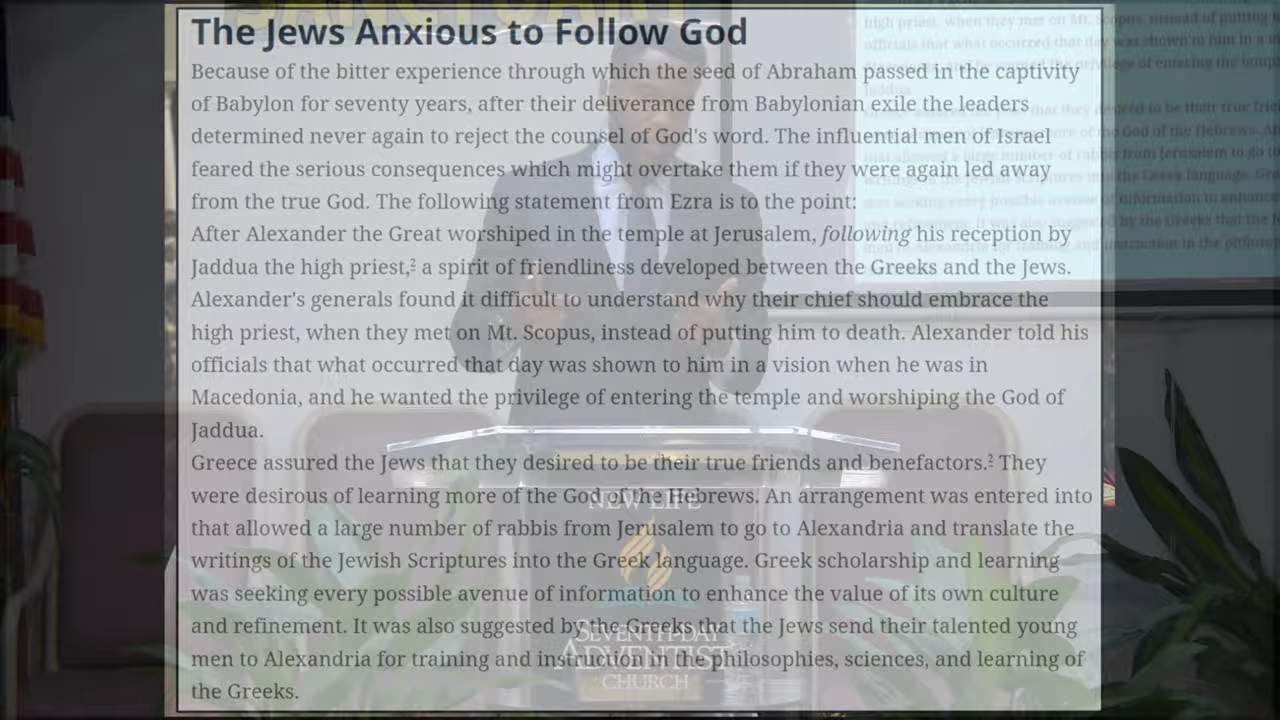 SANCTUARY
The Jews Anxious to Follow God
Because of the bitter experience through which the seed of Abraham passed in the captivity
of Babylon for seventy years, after their deliverance from Babylonian exile the leaders
determined never again to reject the counsel of God's word. The influential men of Israel
feared the serious consequences which might overtake them if they were again led away
from the true God. The following statement from Ezra is to the point:
After Alexander the Great worshiped in the temple at Jerusalem, following his reception by
Jaddua the high priest,² a spirit of friendliness developed between the Greeks and the Jews.
Alexander's generals found it difficult to understand why their chief should embrace the
high priest, when they met on Mt. Scopus, instead of putting him to death. Alexander told his
officials that what occurred that day was shown to him in a vision when he was in
Macedonia, and he wanted the privilege of entering the temple and worshiping the God of
Jaddua.
Greece assured the Jews that they desired to be their true friends and benefactors.² They
were desirous of learning more of the God of the Hebrews. An arrangement was entered into
that allowed a large number of rabbis from Jerusalem to go to Alexandria and translate the
writings of the Jewish Scriptures into the Greek language. Greek scholarship and learning
was seeking every possible avenue of information to enhance the value of its own culture
and refinement. It was also suggested by the Greeks that the Jews send their talented young
men to Alexandria for training and instruction in the philosophies, sciences, and learning of
the Greeks.
NEW LIFE
SEVENTH-DAY
ADVENTIST
CHURCH